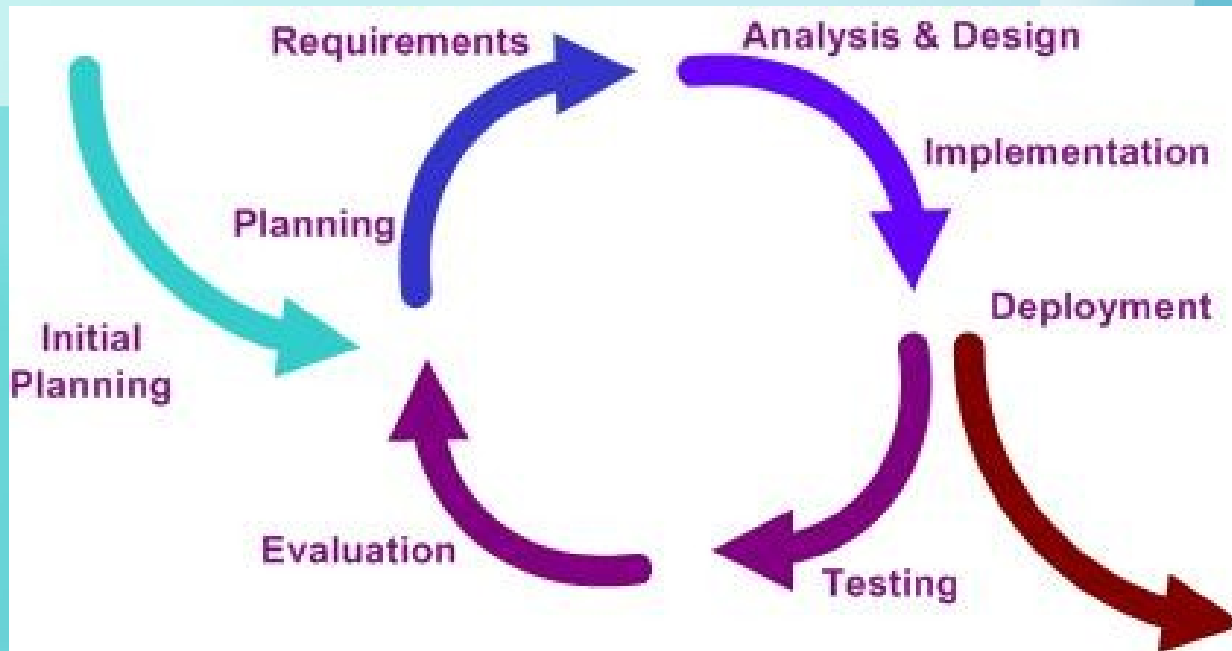 Requirements
Analysis & Design
Implementation
Planning
Deployment
Initial
Planning
Evaluation
Testing